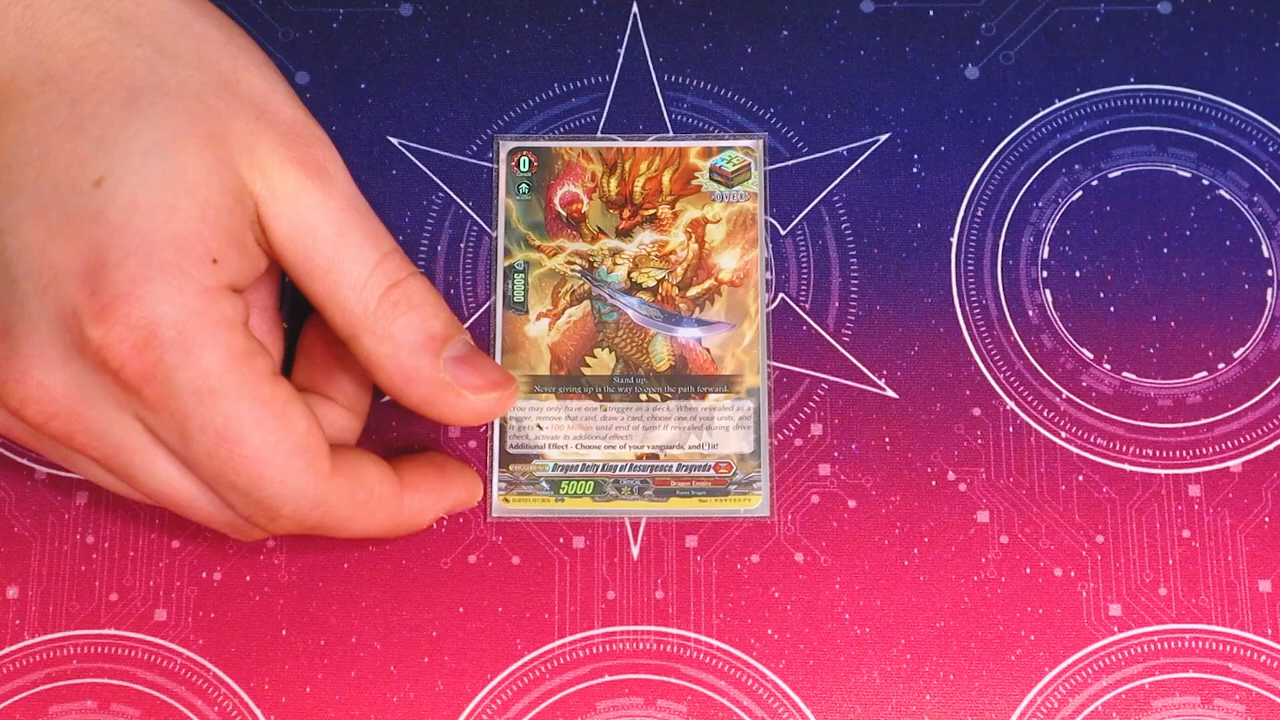 0
OVER
50000
Stand up.
Never giving up is the way to open the path forward.
(You may only have one trigger in a deck. When revealed as a
trigger, remove that card, draw a card, choose one of your units, and
it gets +100 Million until end of turn! If revealed during drive
check, activate its additional effect!)
Additional Effect - Choose one of your vanguards, and it!
Dragon Deity King of Resurgence, Dragveda
5000
CRITICAL
1
Dragon Empire